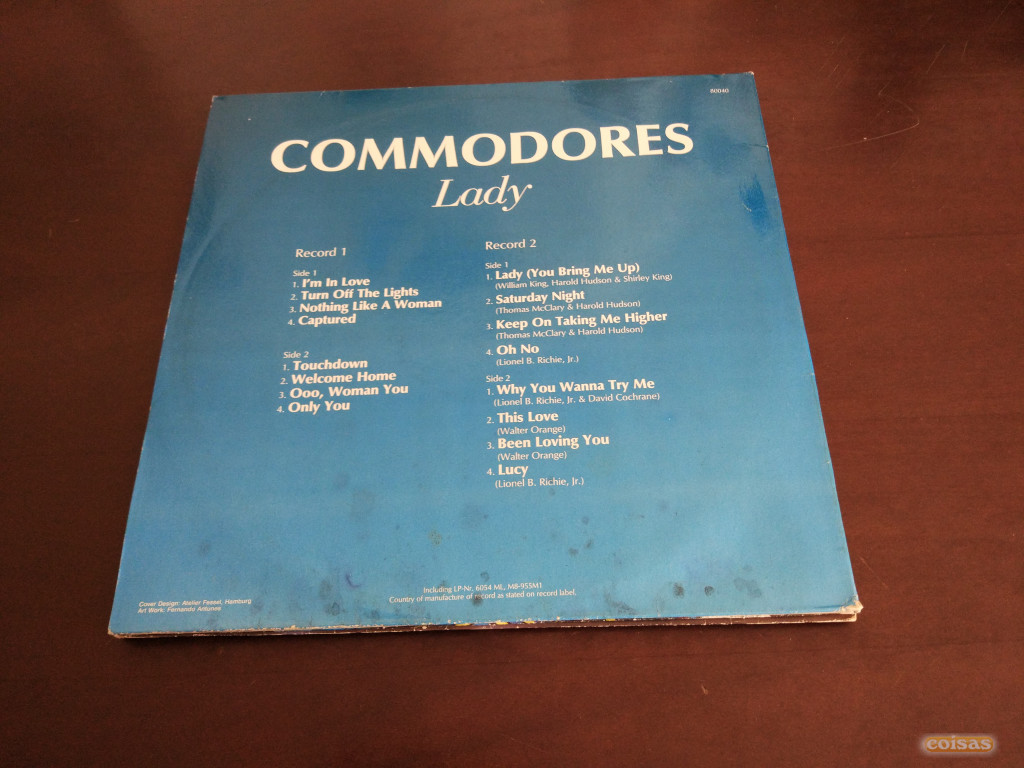 80040
COMMODORES
Lady
Record 1
Side 1
1. I'm In Love
2. Turn Off The Lights
3. Nothing Like A Woman
4. Captured
Side 2
1. Touchdown
2. Welcome Home
3. Ooo, Woman You
4. Only You
Record 2
Side 1
1. Lady (You Bring Me Up)
(William King, Harold Hudson & Shirley King)
2. Saturday Night
(Thomas McClary & Harold Hudson)
3. Keep On Taking Me Higher
(Thomas McClary & Harold Hudson)
4. Oh No
(Lionel B. Richie, Jr.)
Side 2
1. Why You Wanna Try Me
(Lionel B. Richie, Jr. & David Cochrane)
2. This Love
(Walter Orange)
3. Been Loving You
(Walter Orange)
4. Lucy
(Lionel B. Richie, Jr.)
Including LP-Nr. 6054 ML, M8-955M1
Country of manufacture of record as stated on record label.
Cover Design: Atelier Fessel, Hamburg
Art Work: Fernando Antunes
coisas